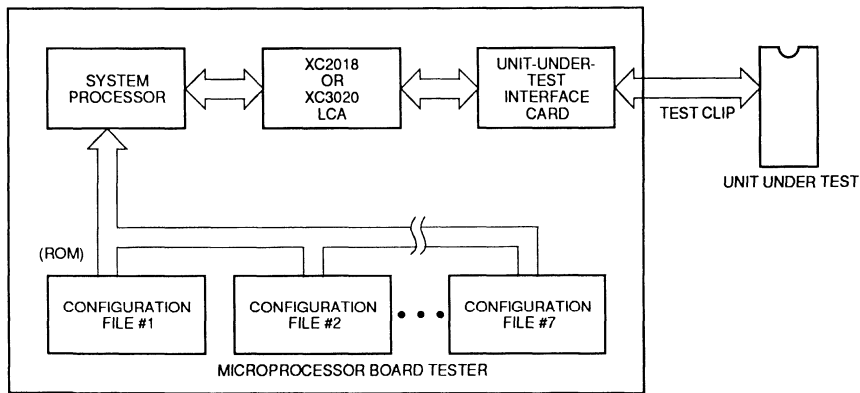 SYSTEM
PROCESSOR
XC2018
OR
XC3020
LCA
UNIT-UNDER-
TEST
INTERFACE
CARD
TEST CLIP
UNIT UNDER TEST
(ROM)
CONFIGURATION
FILE #1
CONFIGURATION
FILE #2
CONFIGURATION
FILE #7
MICROPROCESSOR BOARD TESTER